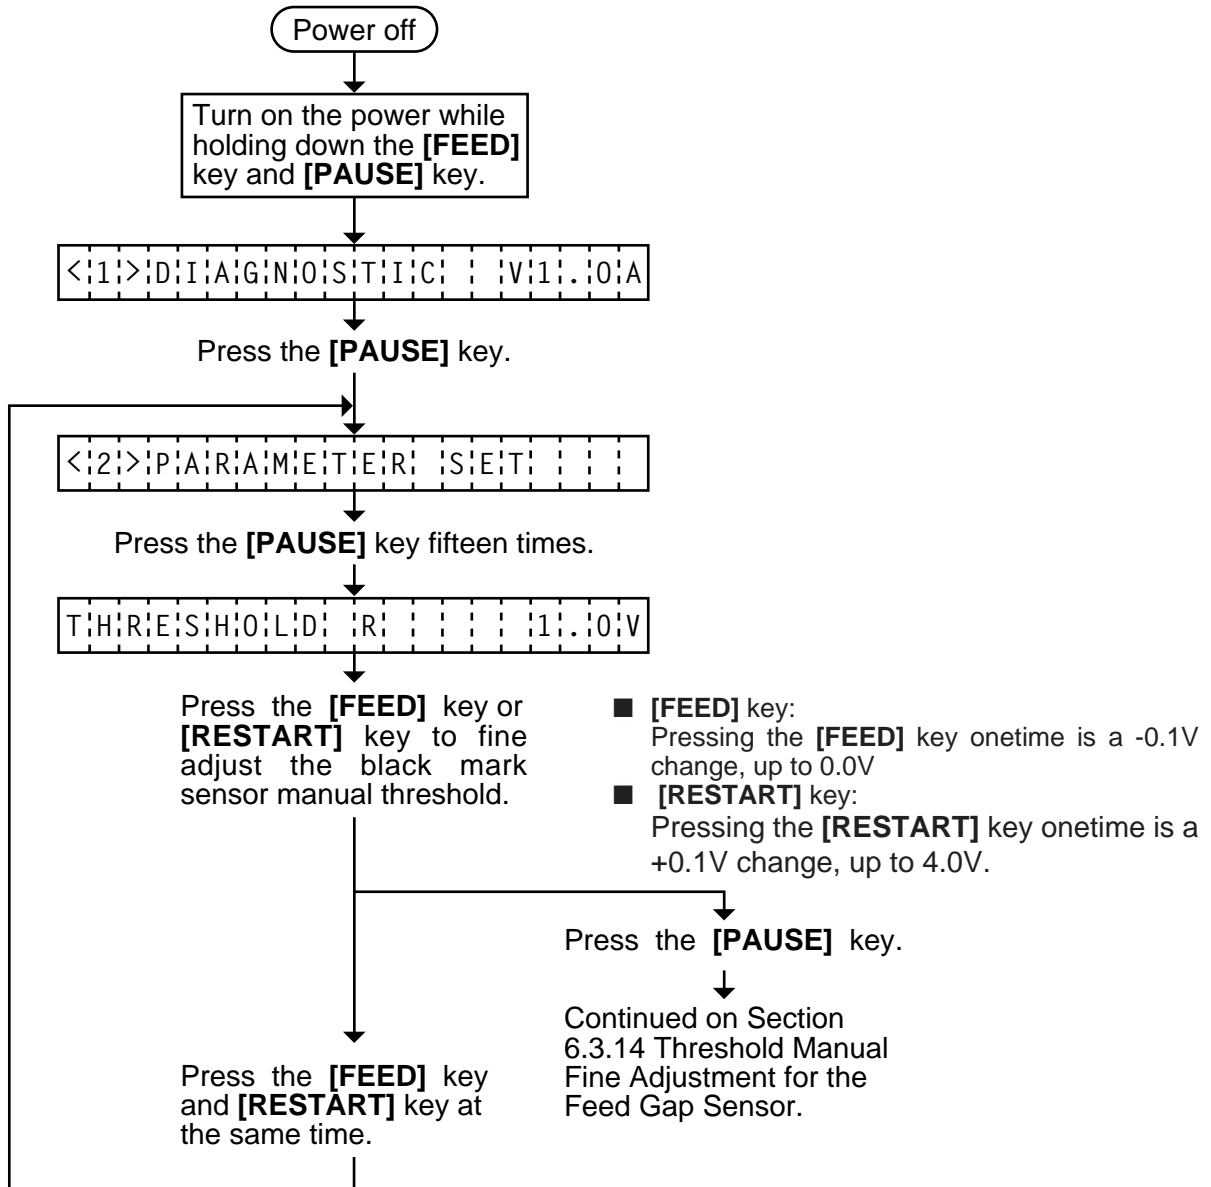 Power off
Turn on the power while
holding down the [FEED]
key and [PAUSE] key.
<1>DIAGNOSTIC  V1.0A
Press the [PAUSE] key.
<2>PARAMETER SET
Press the [PAUSE] key fifteen times.
THRESHOLD R     1.0V
Press the [FEED] key or
[RESTART] key to fine
adjust the black mark
sensor manual threshold.
■ [FEED] key:
Pressing the [FEED] key onetime is a -0.1V
change, up to 0.0V
■ [RESTART] key:
Pressing the [RESTART] key onetime is a
+0.1V change, up to 4.0V.
Press the [PAUSE] key.
Continued on Section
6.3.14 Threshold Manual
Fine Adjustment for the
Feed Gap Sensor.
Press the [FEED] key
and [RESTART] key at
the same time.